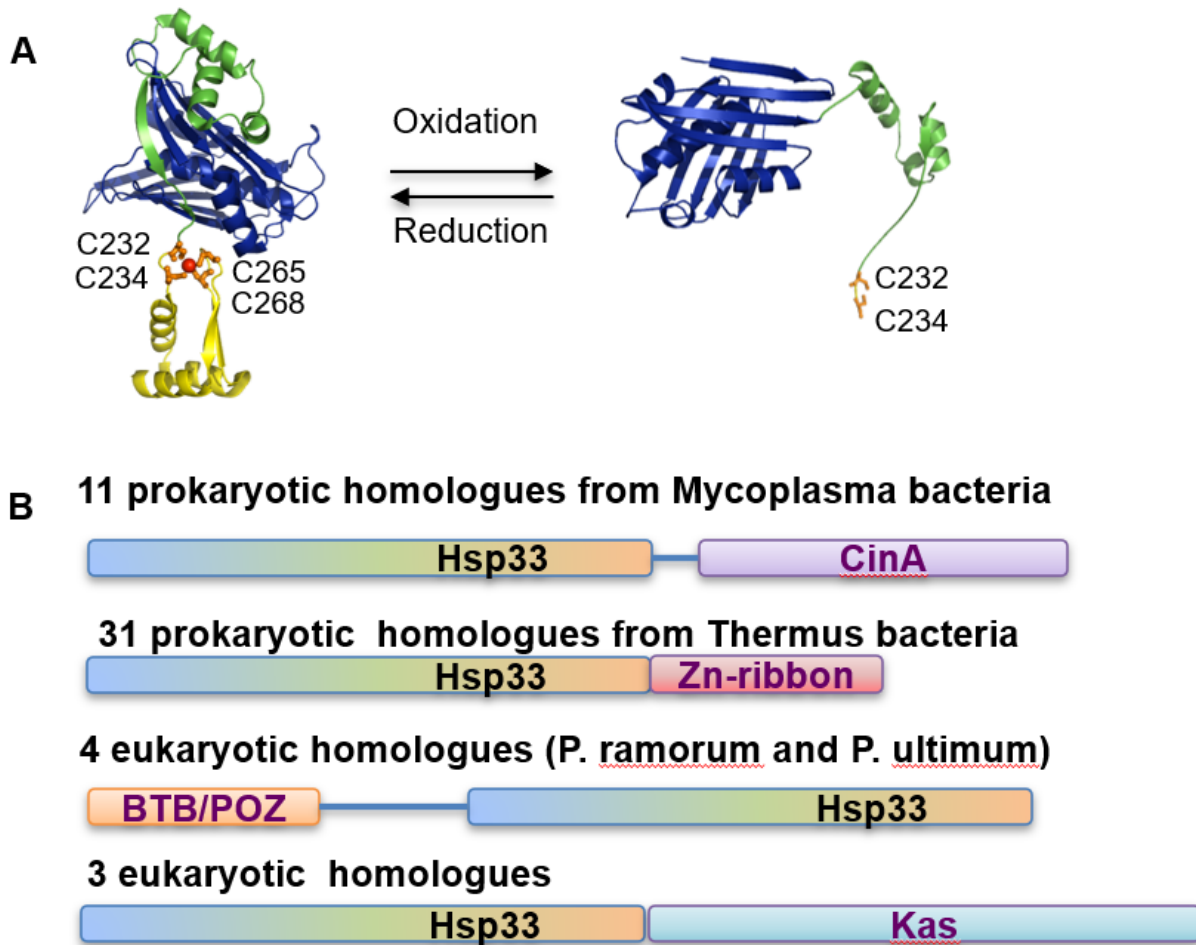 A
Oxidation
Reduction
C232
C234
C265
C268
C232
C234
B
11 prokaryotic homologues from Mycoplasma bacteria
Hsp33
CinA
31 prokaryotic homologues from Thermus bacteria
Hsp33
Zn-ribbon
4 eukaryotic homologues (P. ramorum and P. ultimum)
BTB/POZ
Hsp33
3 eukaryotic homologues
Hsp33
Kas